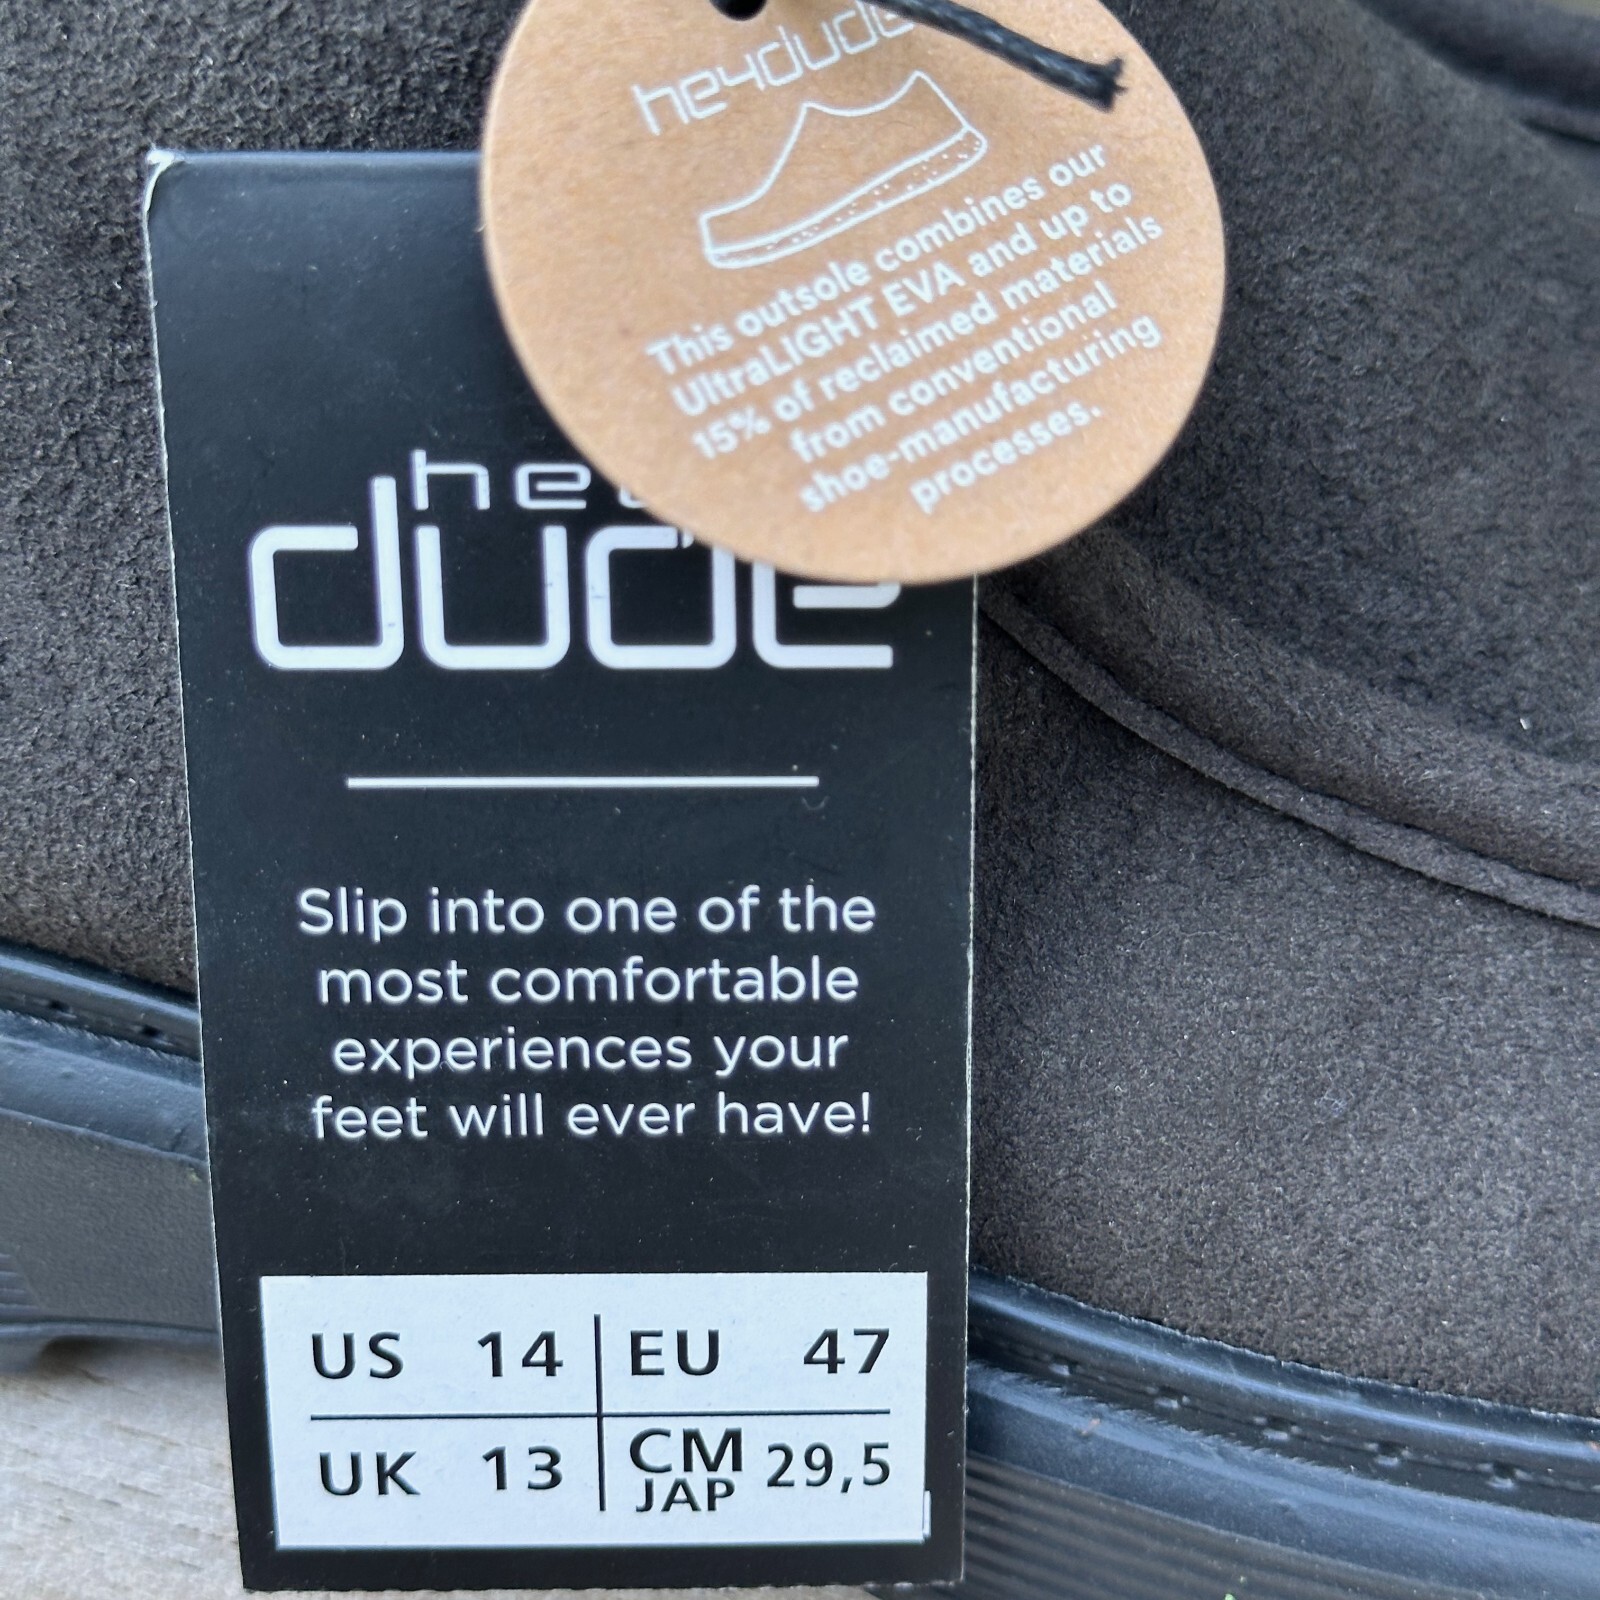 heydude
This outsole combines our
UltraLIGHT EVA and up to
15% of reclaimed materials
from conventional
shoe-manufacturing
processes.
dude
Slip into one of the
most comfortable
experiences your
feet will ever have!
US 14 EU 47
UK 13 CM JAP 29,5